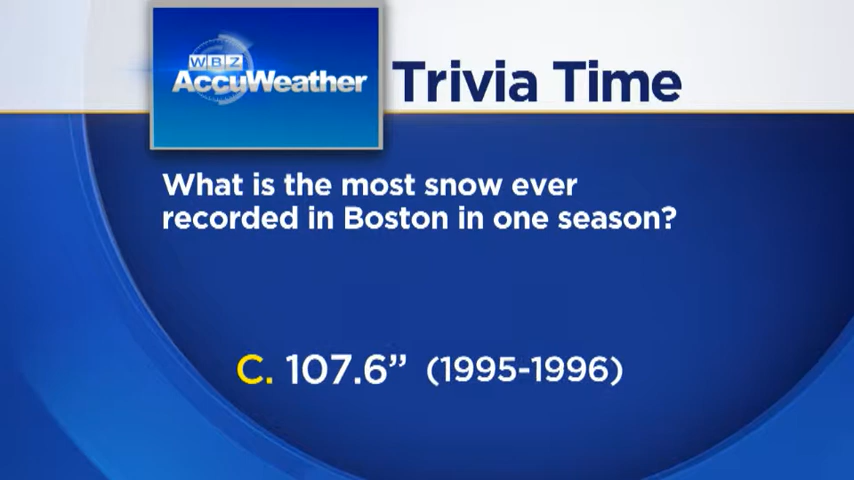 WBZ
AccuWeather
Trivia Time
What is the most snow ever
recorded in Boston in one season?
C. 107.6” (1995-1996)